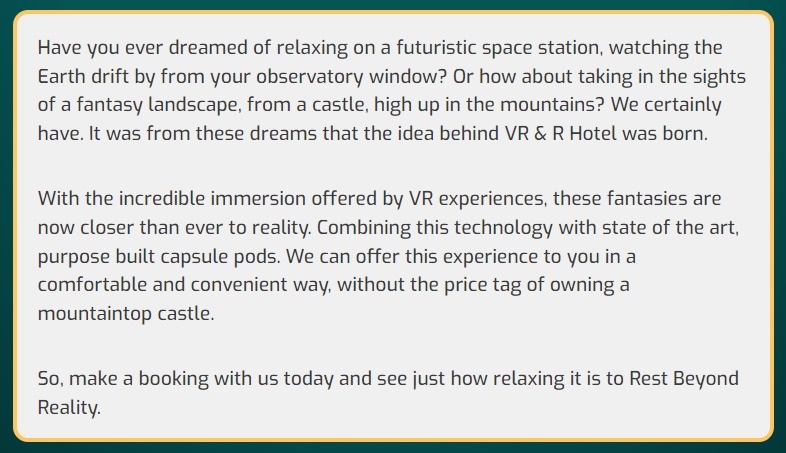 Have you ever dreamed of relaxing on a futuristic space station, watching the
Earth drift by from your observatory window? Or how about taking in the sights
of a fantasy landscape, from a castle, high up in the mountains? We certainly
have. It was from these dreams that the idea behind VR & R Hotel was born.
With the incredible immersion offered by VR experiences, these fantasies are
now closer than ever to reality. Combining this technology with state of the art,
purpose built capsule pods. We can offer this experience to you in a
comfortable and convenient way, without the price tag of owning a
mountaintop castle.
So, make a booking with us today and see just how relaxing it is to Rest Beyond
Reality.